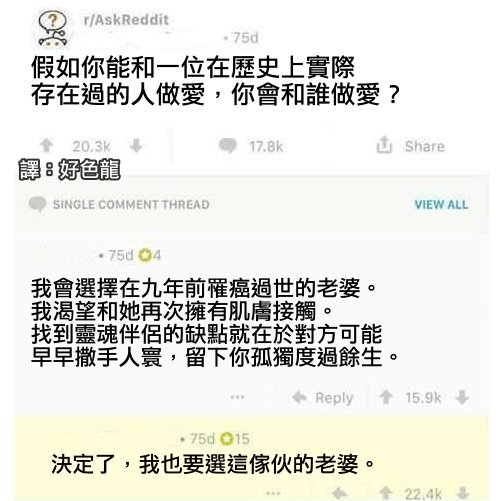 r/AskReddit
• 75d
假如你能和一位在歷史上實際
存在過的人做愛，你會和誰做愛？
20.3k
17.8k
Share
譯：好色龍
SINGLE COMMENT THREAD
VIEW ALL
• 75d 4
我會選擇在九年前罹癌過世的老婆。
我渴望和她再次擁有肌膚接觸。
找到靈魂伴侶的缺點就在於對方可能
早早撒手人寰，留下你孤獨度過餘生。
... Reply 15.9k
• 75d 15
決定了，我也要選這傢伙的老婆。
... 22.4k